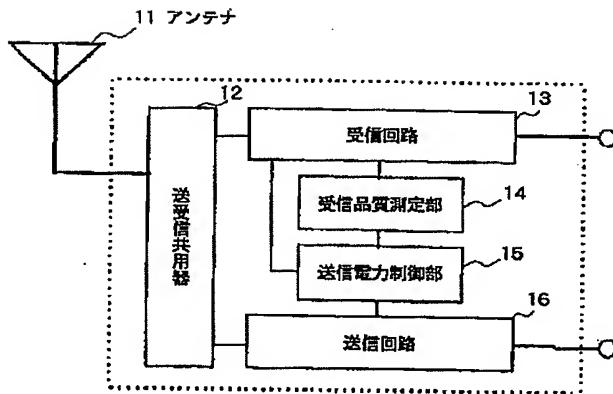 11 アンテナ
12
13
受信回路
送受信共用器
受信品質測定部
14
送信電力制御部
15
16
送信回路